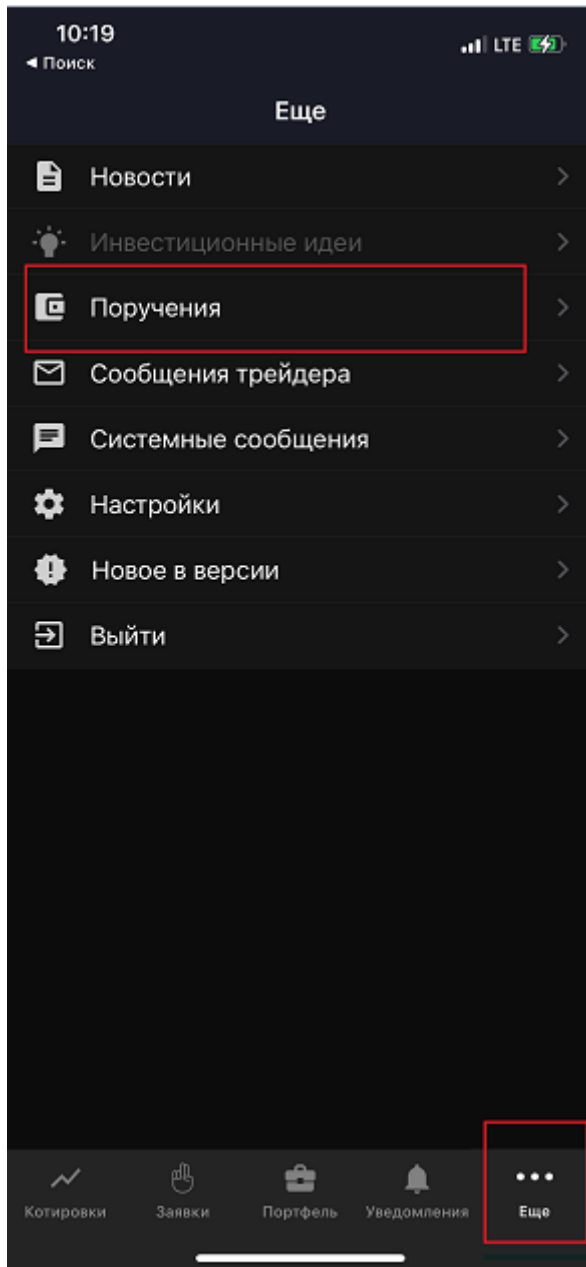 10:19
LTE
◀ Поиск
Еще
Новости
Инвестиционные идеи
Поручения
Сообщения трейдера
Системные сообщения
Настройки
Новое в версии
Выйти
Котировки Заявки Портфель Уведомления Еще